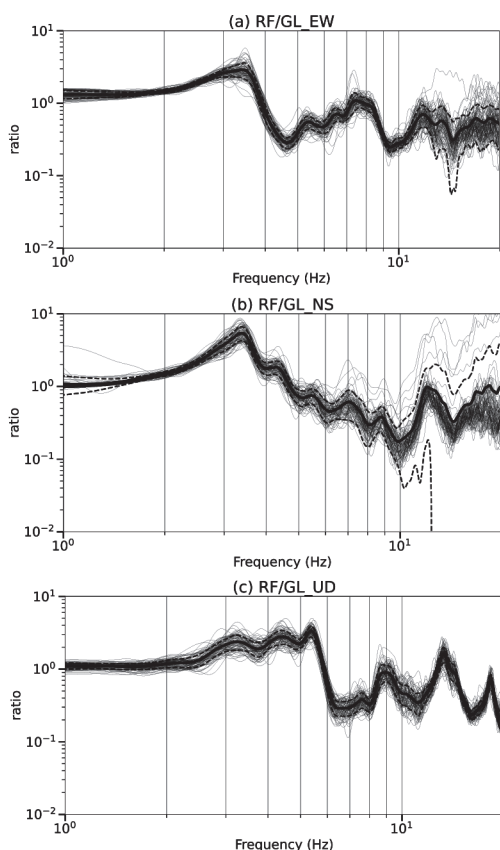 (a) RF/GL_EW
10¹
10⁰
10⁻¹
10⁻²
ratio
10⁰
10¹
Frequency (Hz)
(b) RF/GL_NS
10¹
10⁰
10⁻¹
10⁻²
ratio
10⁰
10¹
Frequency (Hz)
(c) RF/GL_UD
10¹
10⁰
10⁻¹
10⁻²
ratio
10⁰
10¹
Frequency (Hz)